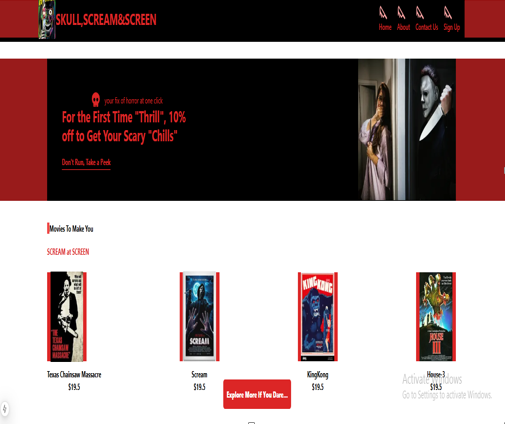 SKULL,SCREAM&SCREEN
Home About Contact Us Sign Up
your fix of horror at one click
For the First Time "Thrill", 10%
off to Get Your Scary "Chills"
Don't Run, Take a Peek
Movies To Make You
SCREAM at SCREEN
THE TEXAS CHAINSAW MASSACRE
SCREAM
KING KONG
HOUSE III
Texas Chainsaw Massacre
Scream
KingKong
House-3
$19.5
$19.5
$19.5
$19.5
Explore More If You Dare...
Activate Windows
Go to Settings to activate Windows.